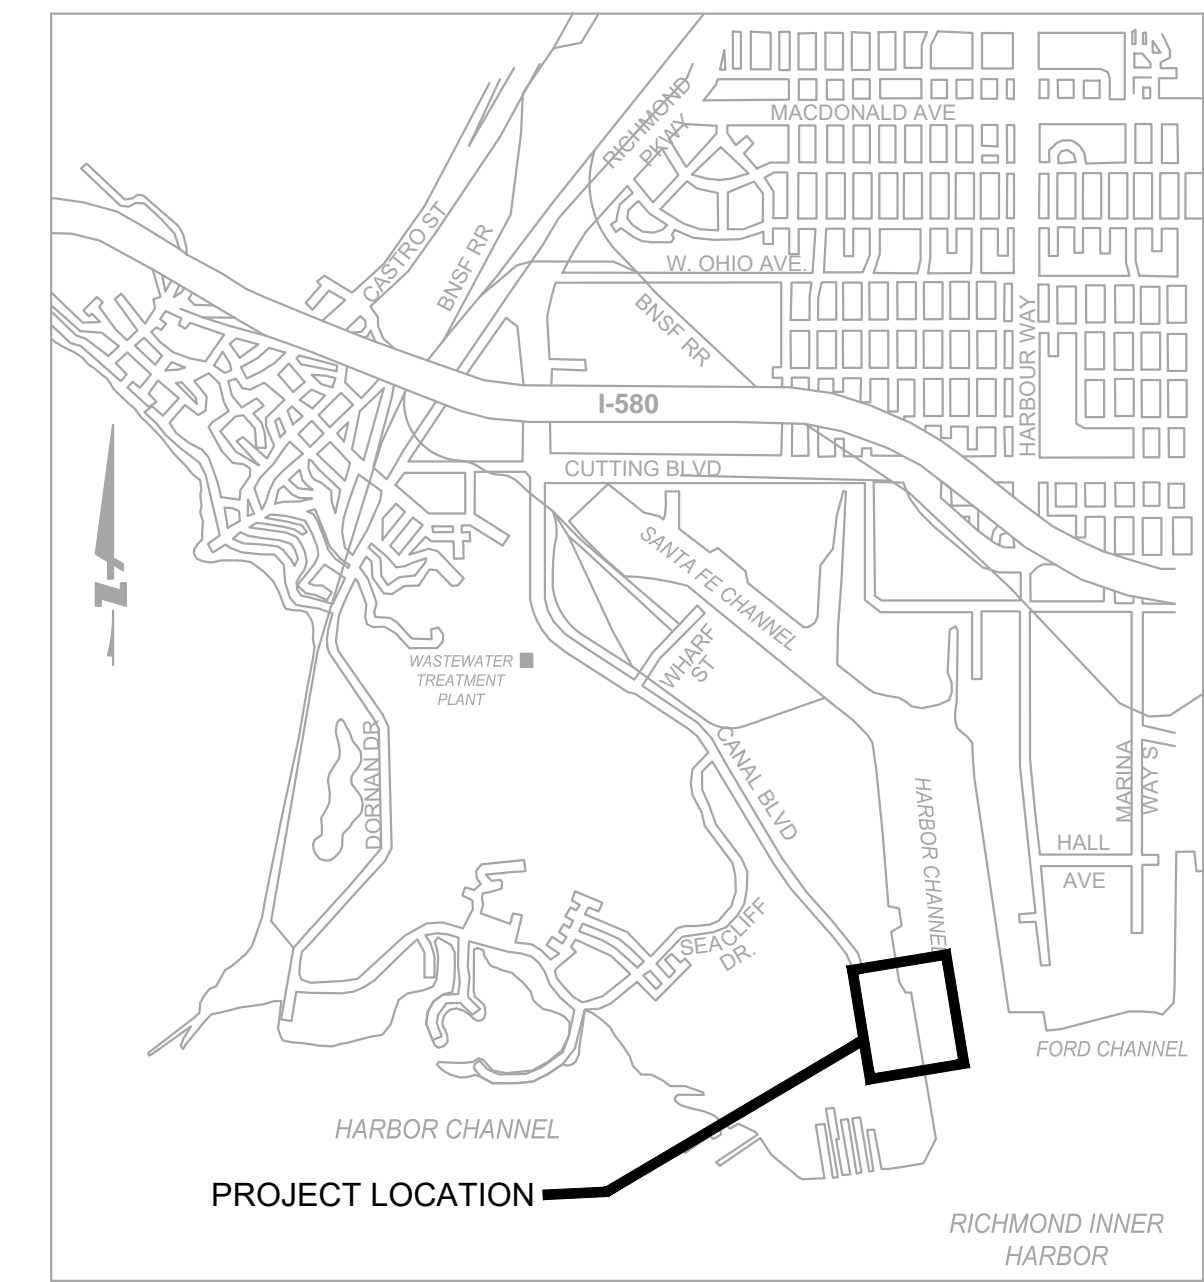 MACDONALD AVE
RICHMOND
PKWY
CASTRO ST
BNSF RR
W. OHIO AVE.
BNSF RR
HARBOUR WAY
I-580
CUTTING BLVD
N
SANTA FE CHANNEL
WHARF
ST
WASTEWATER
TREATMENT
PLANT
DORNAN DR
CANAL BLVD
MARINA
WAY S
HARBOR CHANNEL
HALL
AVE
SEACLIFF
DR.
FORD CHANNEL
HARBOR CHANNEL
PROJECT LOCATION
RICHMOND INNER
HARBOR